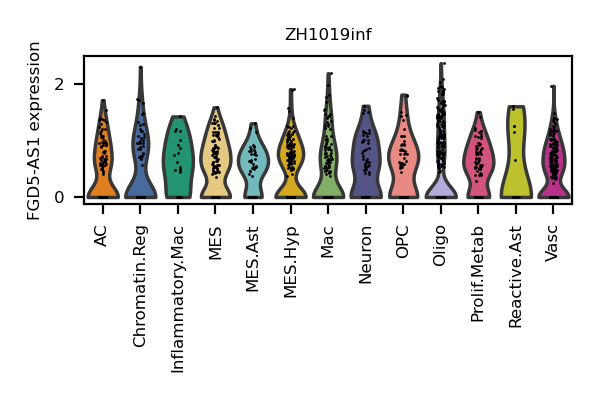 ZH1019inf
FGD5-AS1 expression
2
0
AC
Chromatin.Reg
Inflammatory.Mac
MES
MES.Ast
MES.Hyp
Mac
Neuron
OPC
Oligo
Prolif.Metab
Reactive.Ast
Vasc